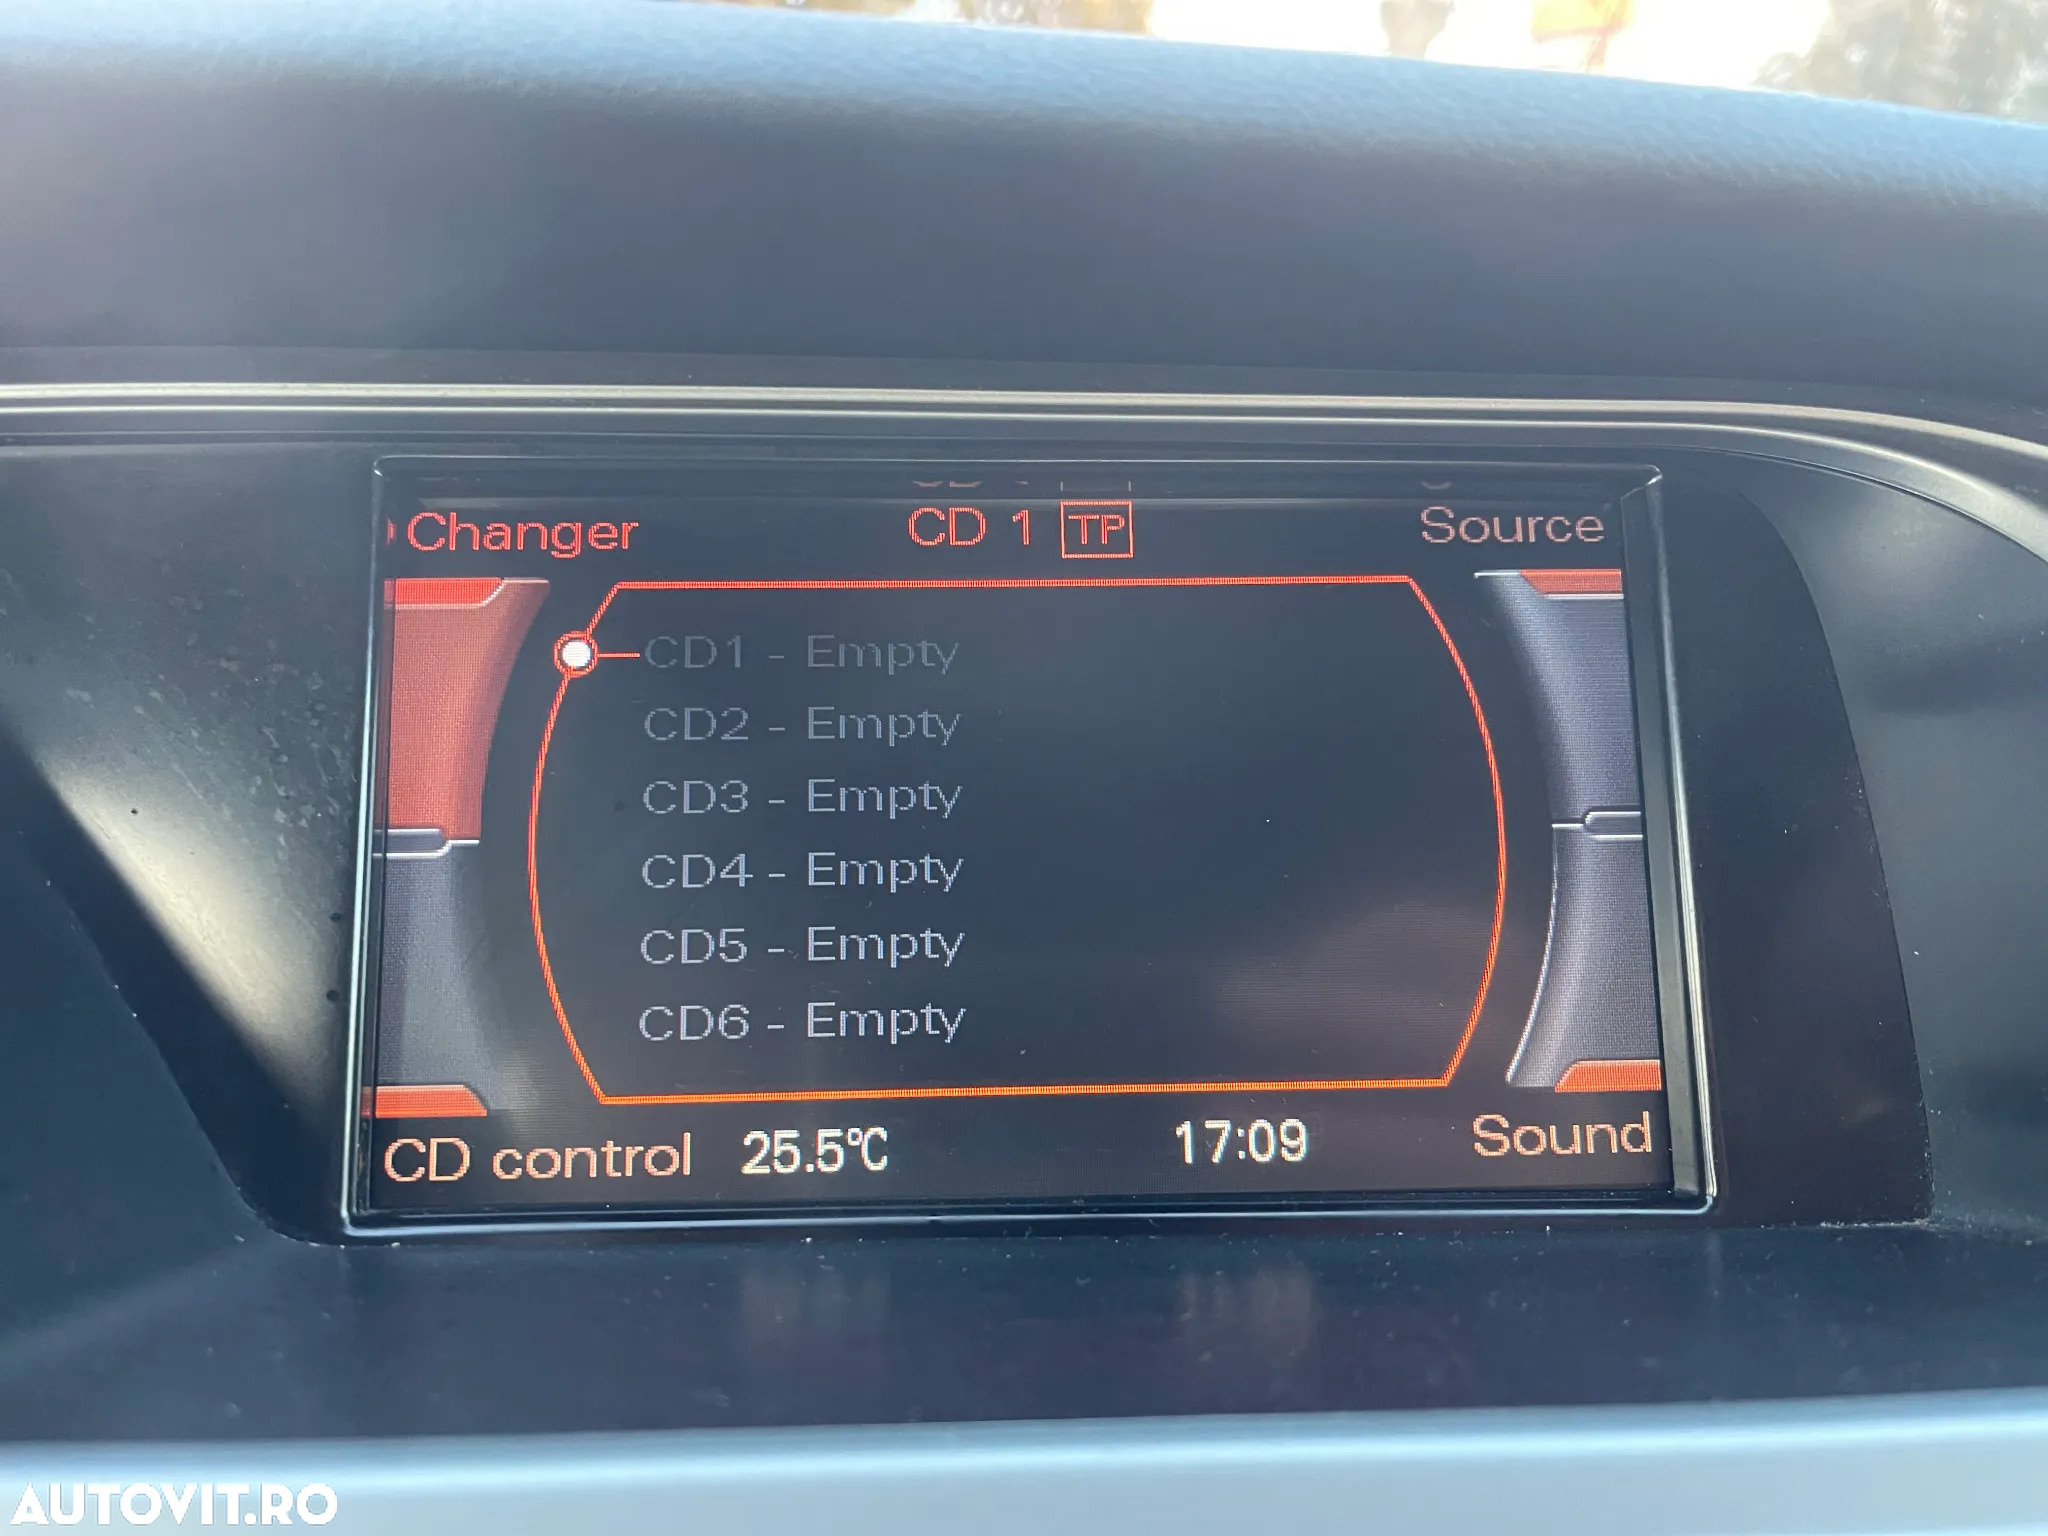 Changer CD 1 TP Source
CD1 - Empty
CD2 - Empty
CD3 - Empty
CD4 - Empty
CD5 - Empty
CD6 - Empty
CD control 25.5°C 17:09 Sound
AUTOVIT.RO